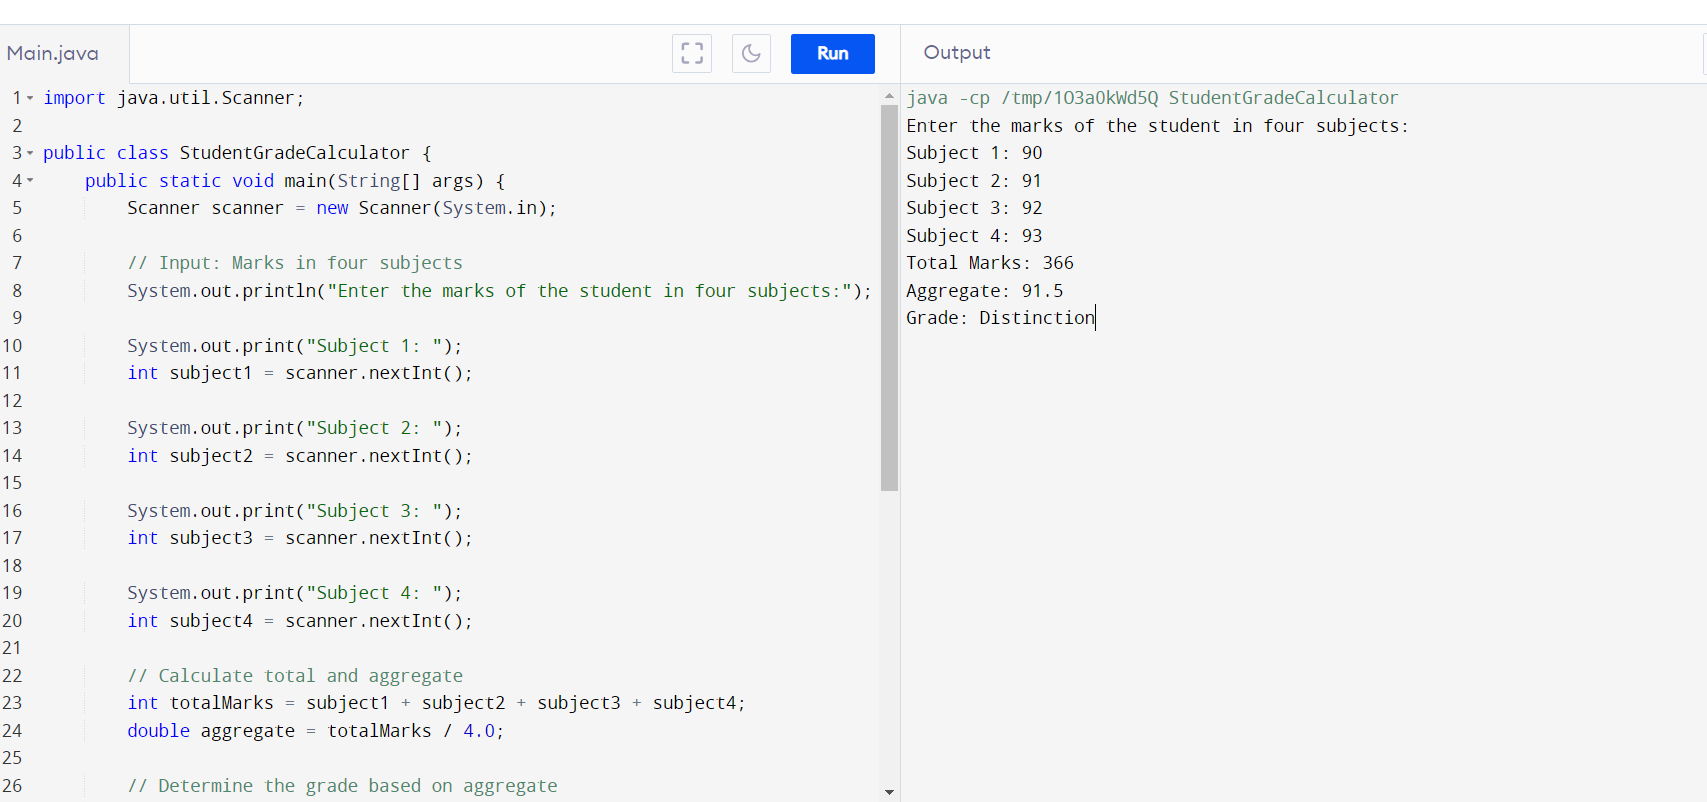 Main.java
Run
1 import java.util.Scanner;
2
3 public class StudentGradeCalculator {
4 public static void main(String[] args) {
5 Scanner scanner = new Scanner(System.in);
6
7 // Input: Marks in four subjects
8 System.out.println("Enter the marks of the student in four subjects:");
9
10 System.out.print("Subject 1: ");
11 int subject1 = scanner.nextInt();
12
13 System.out.print("Subject 2: ");
14 int subject2 = scanner.nextInt();
15
16 System.out.print("Subject 3: ");
17 int subject3 = scanner.nextInt();
18
19 System.out.print("Subject 4: ");
20 int subject4 = scanner.nextInt();
21
22 // Calculate total and aggregate
23 int totalMarks = subject1 + subject2 + subject3 + subject4;
24 double aggregate = totalMarks / 4.0;
25
26 // Determine the grade based on aggregate
Output
java -cp /tmp/1O3a0kWd5Q StudentGradeCalculator
Enter the marks of the student in four subjects:
Subject 1: 90
Subject 2: 91
Subject 3: 92
Subject 4: 93
Total Marks: 366
Aggregate: 91.5
Grade: Distinction